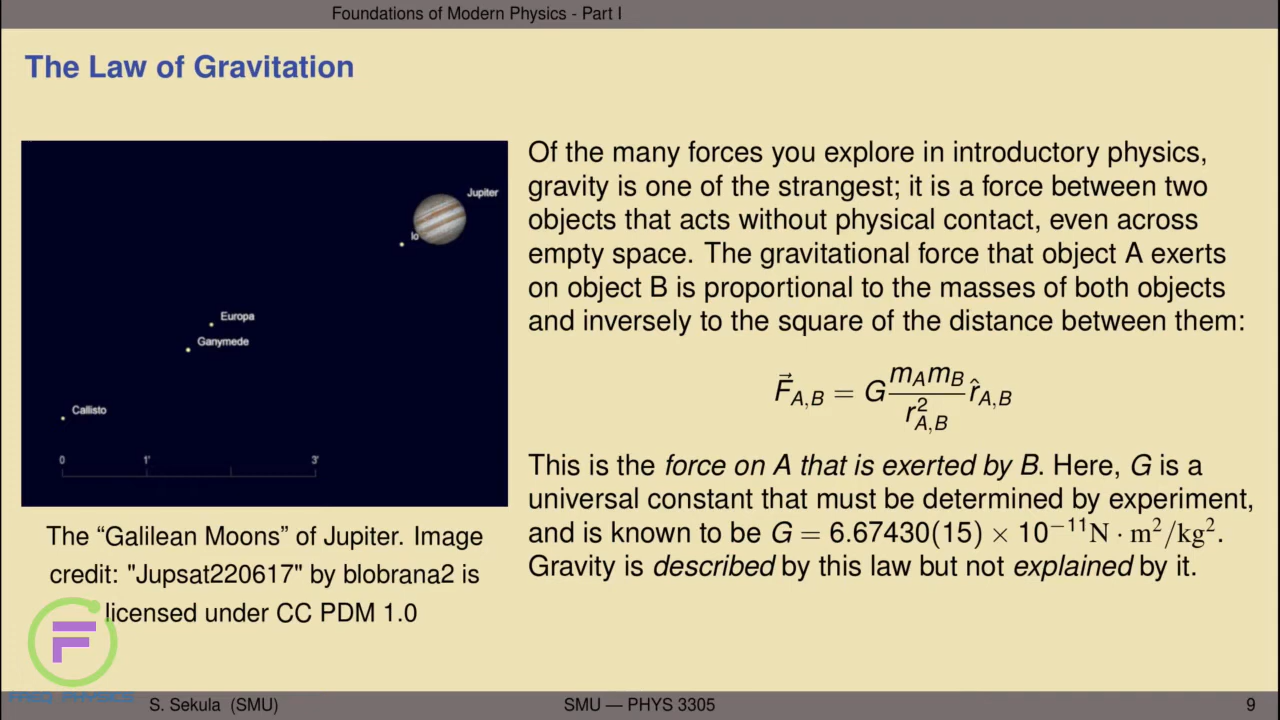 Foundations of Modern Physics - Part I
The Law of Gravitation
Jupiter
Io
Europa
Ganymede
Callisto
0 1' 3'
The “Galilean Moons” of Jupiter. Image
credit: "Jupsat220617" by blobrana2 is
licensed under CC PDM 1.0
Of the many forces you explore in introductory physics,
gravity is one of the strangest; it is a force between two
objects that acts without physical contact, even across
empty space. The gravitational force that object A exerts
on object B is proportional to the masses of both objects
and inversely to the square of the distance between them:
$\vec{F}_{A,B} = G\frac{m_A m_B}{r^2_{A,B}}\hat{r}_{A,B}$
This is the force on A that is exerted by B. Here, G is a
universal constant that must be determined by experiment,
and is known to be G = 6.67430(15) × 10⁻¹¹N · m²/kg².
Gravity is described by this law but not explained by it.
F
FREQ PHYSICS
S. Sekula (SMU) SMU — PHYS 3305 9